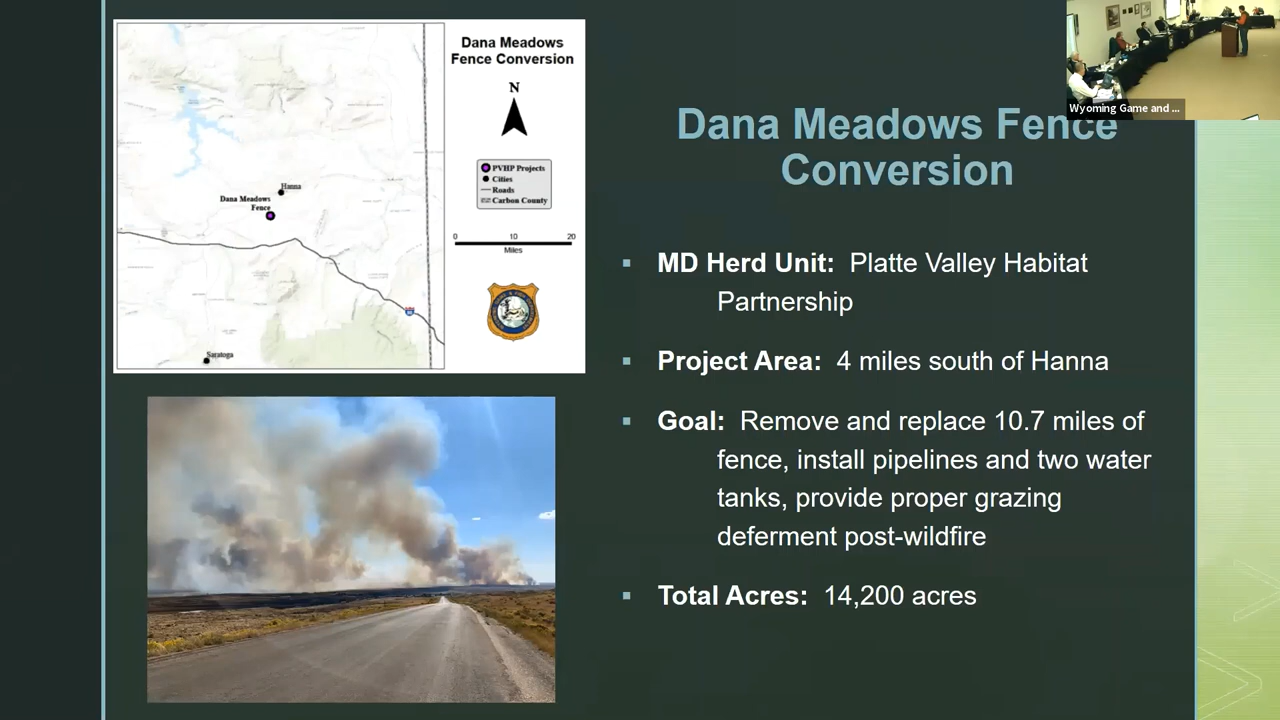 Dana Meadows
Fence Conversion
N
PVHP Projects
Cities
Roads
Carbon County
0 10 20
Miles
Hanna
Dana Meadows
Fence
Saratoga
Wyoming Game and ...
Dana Meadows Fence
Conversion
MD Herd Unit: Platte Valley Habitat
Partnership
Project Area: 4 miles south of Hanna
Goal: Remove and replace 10.7 miles of
fence, install pipelines and two water
tanks, provide proper grazing
deferment post-wildfire
Total Acres: 14,200 acres